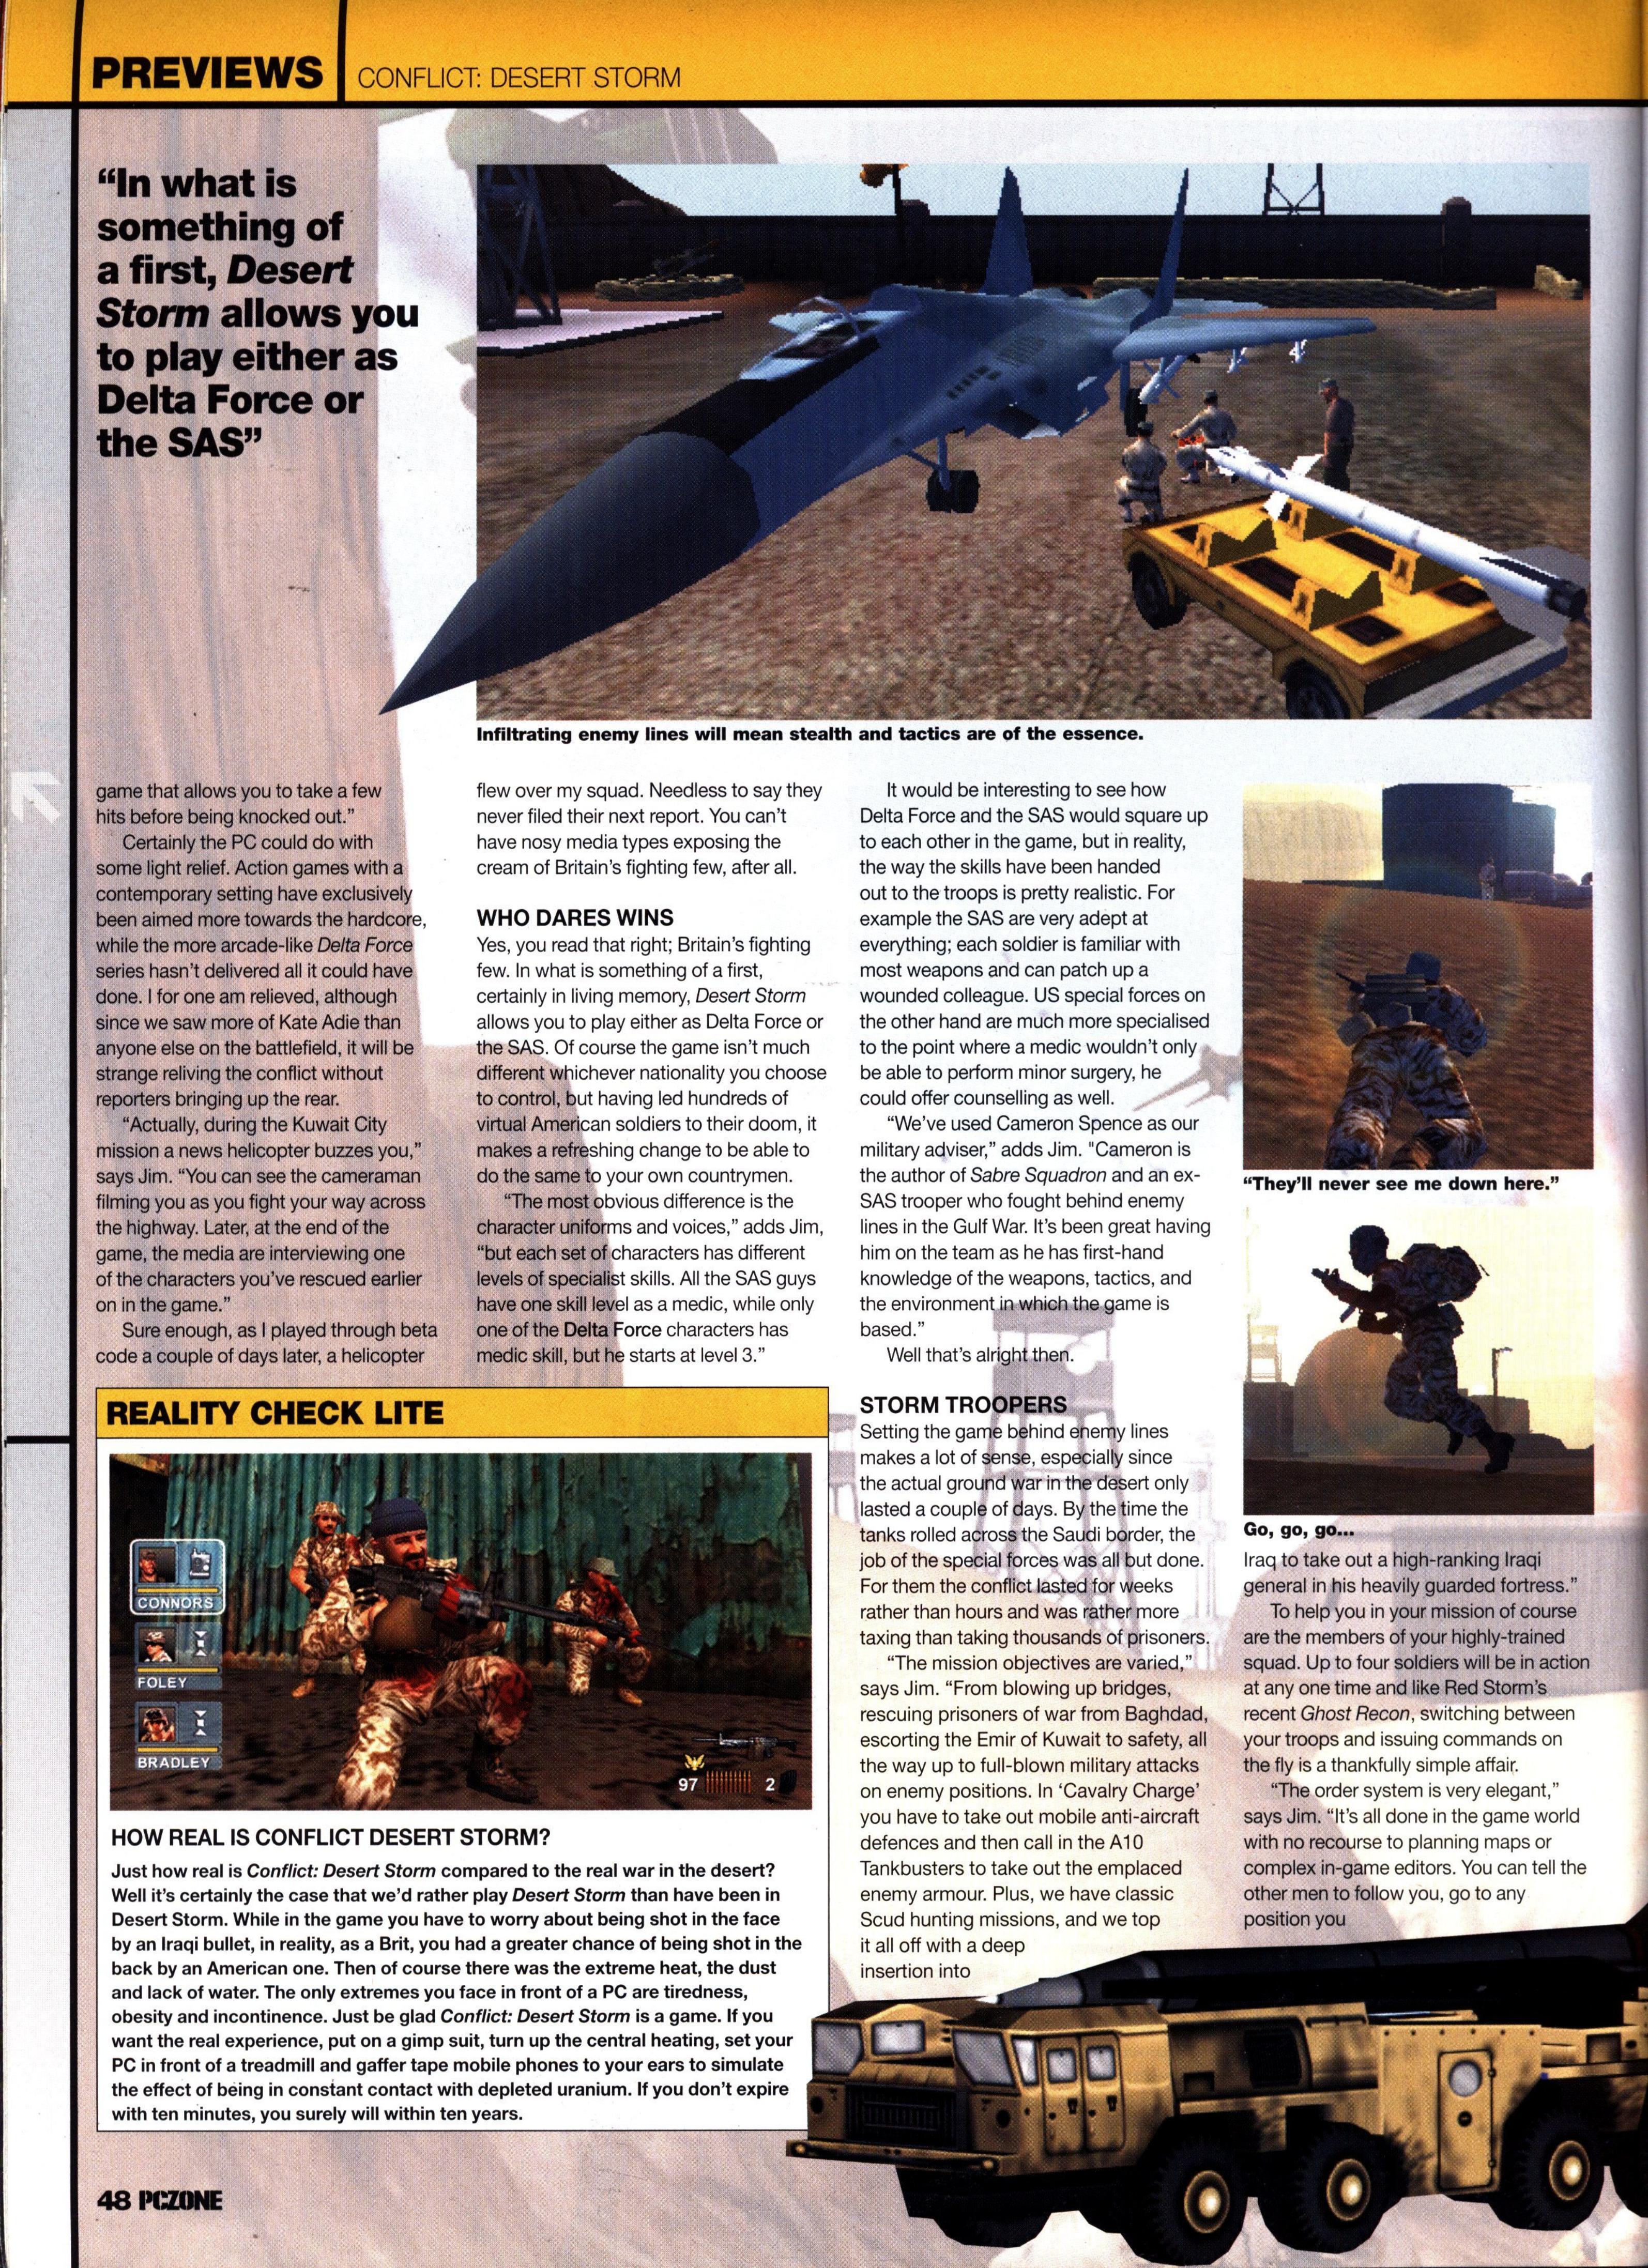 PREVIEWS
CONFLICT: DESERT STORM
“In what is
something of
a first, Desert
Storm allows you
to play either as
Delta Force or
the SAS”
Infiltrating enemy lines will mean stealth and tactics are of the essence.
game that allows you to take a few
hits before being knocked out.”
Certainly the PC could do with
some light relief. Action games with a
contemporary setting have exclusively
been aimed more towards the hardcore,
while the more arcade-like Delta Force
series hasn’t delivered all it could have
done. I for one am relieved, although
since we saw more of Kate Adie than
anyone else on the battlefield, it will be
strange reliving the conflict without
reporters bringing up the rear.
“Actually, during the Kuwait City
mission a news helicopter buzzes you,”
says Jim. “You can see the cameraman
filming you as you fight your way across
the highway. Later, at the end of the
game, the media are interviewing one
of the characters you’ve rescued earlier
on in the game.”
Sure enough, as I played through beta
code a couple of days later, a helicopter
flew over my squad. Needless to say they
never filed their next report. You can’t
have nosy media types exposing the
cream of Britain’s fighting few, after all.
WHO DARES WINS
Yes, you read that right; Britain’s fighting
few. In what is something of a first,
certainly in living memory, Desert Storm
allows you to play either as Delta Force or
the SAS. Of course the game isn’t much
different whichever nationality you choose
to control, but having led hundreds of
virtual American soldiers to their doom, it
makes a refreshing change to be able to
do the same to your own countrymen.
“The most obvious difference is the
character uniforms and voices,” adds Jim,
“but each set of characters has different
levels of specialist skills. All the SAS guys
have one skill level as a medic, while only
one of the Delta Force characters has
medic skill, but he starts at level 3.”
It would be interesting to see how
Delta Force and the SAS would square up
to each other in the game, but in reality,
the way the skills have been handed
out to the troops is pretty realistic. For
example the SAS are very adept at
everything; each soldier is familiar with
most weapons and can patch up a
wounded colleague. US special forces on
the other hand are much more specialised
to the point where a medic wouldn’t only
be able to perform minor surgery, he
could offer counselling as well.
“We’ve used Cameron Spence as our
military adviser,” adds Jim. "Cameron is
the author of Sabre Squadron and an ex-
SAS trooper who fought behind enemy
lines in the Gulf War. It’s been great having
him on the team as he has first-hand
knowledge of the weapons, tactics, and
the environment in which the game is
based.”
Well that’s alright then.
STORM TROOPERS
Setting the game behind enemy lines
makes a lot of sense, especially since
the actual ground war in the desert only
lasted a couple of days. By the time the
tanks rolled across the Saudi border, the
job of the special forces was all but done.
For them the conflict lasted for weeks
rather than hours and was rather more
taxing than taking thousands of prisoners.
“The mission objectives are varied,”
says Jim. “From blowing up bridges,
rescuing prisoners of war from Baghdad,
escorting the Emir of Kuwait to safety, all
the way up to full-blown military attacks
on enemy positions. In ‘Cavalry Charge’
you have to take out mobile anti-aircraft
defences and then call in the A10
Tankbusters to take out the emplaced
enemy armour. Plus, we have classic
Scud hunting missions, and we top
it all off with a deep
insertion into
“They’ll never see me down here.”
Go, go, go...
Iraq to take out a high-ranking Iraqi
general in his heavily guarded fortress.”
To help you in your mission of course
are the members of your highly-trained
squad. Up to four soldiers will be in action
at any one time and like Red Storm’s
recent Ghost Recon, switching between
your troops and issuing commands on
the fly is a thankfully simple affair.
“The order system is very elegant,”
says Jim. “It’s all done in the game world
with no recourse to planning maps or
complex in-game editors. You can tell the
other men to follow you, go to any
position you
REALITY CHECK LITE
CONNORS
FOLEY
BRADLEY
97
2
HOW REAL IS CONFLICT DESERT STORM?
Just how real is Conflict: Desert Storm compared to the real war in the desert?
Well it’s certainly the case that we’d rather play Desert Storm than have been in
Desert Storm. While in the game you have to worry about being shot in the face
by an Iraqi bullet, in reality, as a Brit, you had a greater chance of being shot in the
back by an American one. Then of course there was the extreme heat, the dust
and lack of water. The only extremes you face in front of a PC are tiredness,
obesity and incontinence. Just be glad Conflict: Desert Storm is a game. If you
want the real experience, put on a gimp suit, turn up the central heating, set your
PC in front of a treadmill and gaffer tape mobile phones to your ears to simulate
the effect of being in constant contact with depleted uranium. If you don’t expire
with ten minutes, you surely will within ten years.
48 PCZONE